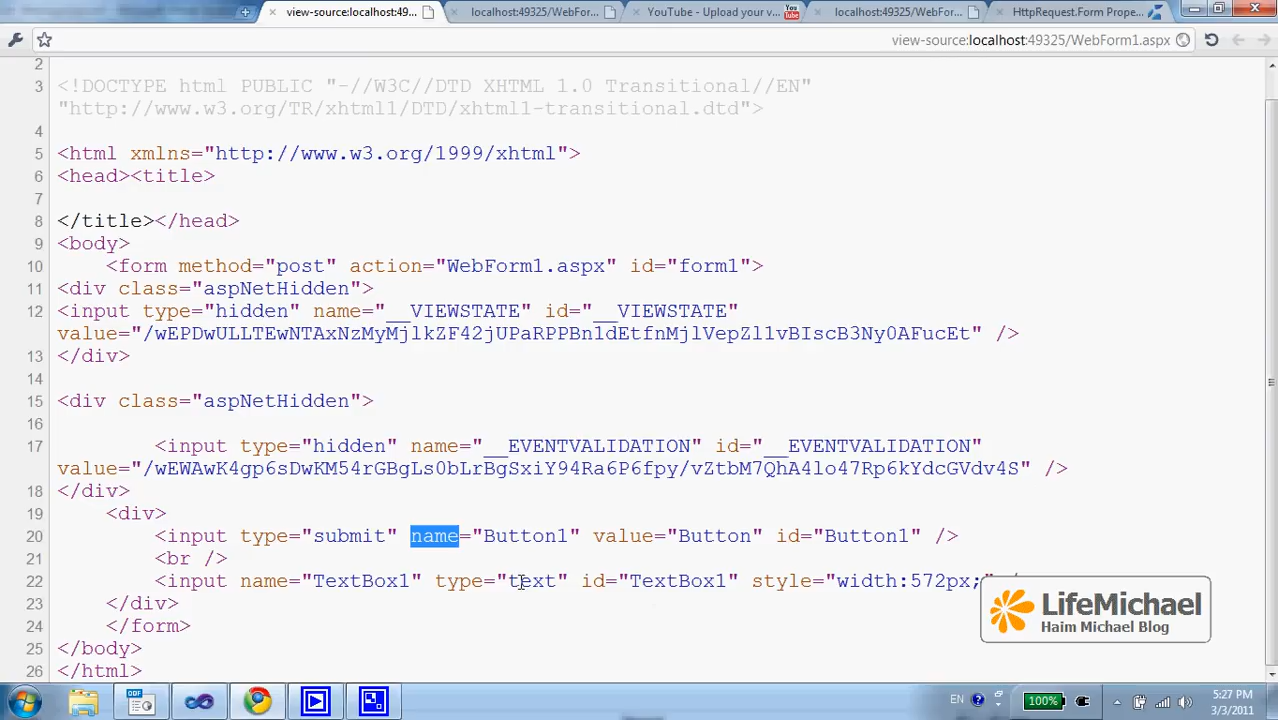 view-source:localhost:49...
localhost:49325/WebFor...
YouTube - Upload your v...
You
Tube
localhost:49325/WebFor...
HttpRequest.Form Prope...
view-source:localhost:49325/WebForm1.aspx
2
3 <!DOCTYPE html PUBLIC "-//W3C//DTD XHTML 1.0 Transitional//EN"
"http://www.w3.org/TR/xhtml1/DTD/xhtml1-transitional.dtd">
4
5 <html xmlns="http://www.w3.org/1999/xhtml">
6 <head><title>
7
8 </title></head>
9 <body>
10 <form method="post" action="WebForm1.aspx" id="form1">
11 <div class="aspNetHidden">
12 <input type="hidden" name="__VIEWSTATE" id="__VIEWSTATE"
value="/wEPDwULLTEwNTAxNzMyMjlkZF42jUPaRPPBn1dEtfnMjlVepZl1vBIscB3Ny0AFucEt" />
13 </div>
14
15 <div class="aspNetHidden">
16
17 <input type="hidden" name="__EVENTVALIDATION" id="__EVENTVALIDATION"
value="/wEWAwK4gp6sDwKM54rGBgLs0bLrBgSxiY94Ra6P6fpy/vZtbM7QhA4lo47Rp6kYdcGVdv4S" />
18 </div>
19 <div>
20 <input type="submit" name="Button1" value="Button" id="Button1" />
21 <br />
22 <input name="TextBox1" type="text" id="TextBox1" style="width:572px;" /
23 </div>
24 </form>
25 </body>
26 </html>
LifeMichael
Haim Michael Blog
EN
100%
5:27 PM
3/3/2011